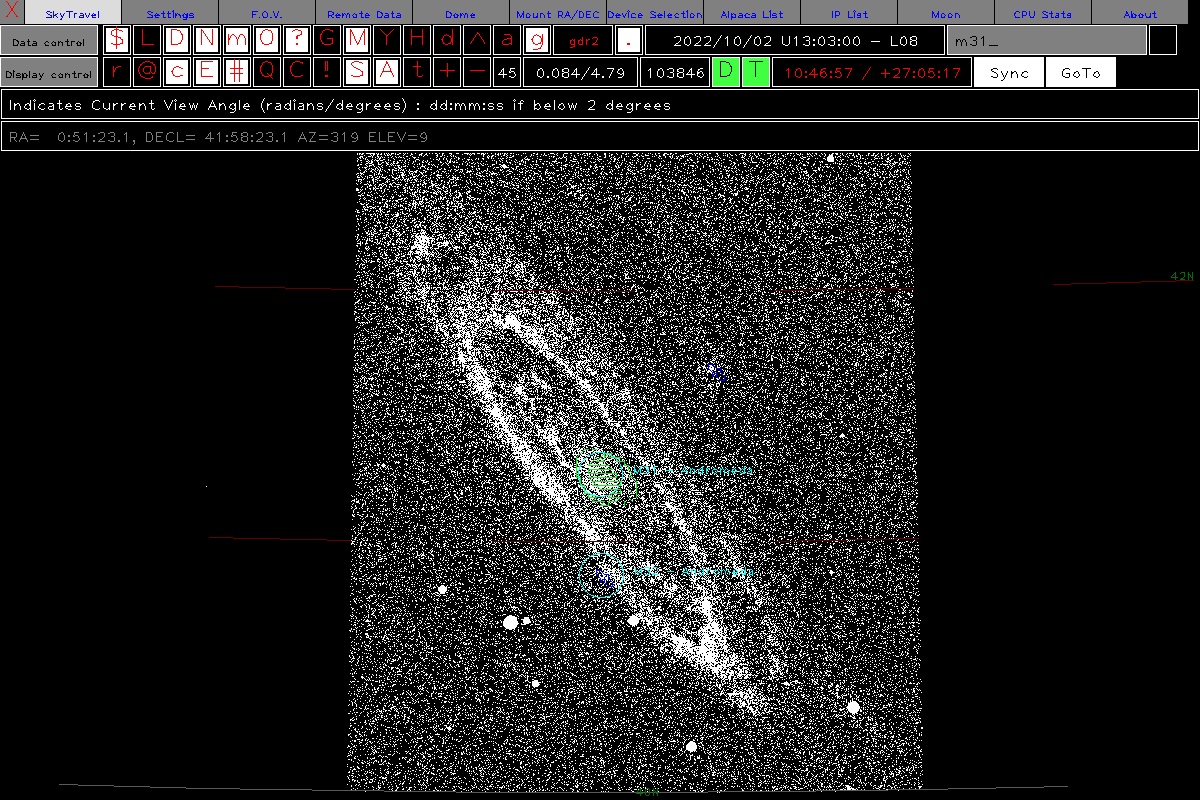 X SkyTravel Settings F.O.V. Remote Data Dome Mount RA/DEC Device Selection Alpaca List IP List Moon CPU Stats About
Data control $ L D N m O ? G M Y H d ^ a g gdr2 . 2022/10/02 U13:03:00 - L08 m31_
Display control r @ c E # Q C ! S A t + - 45 0.084/4.79 103846 D T 10:46:57 / +27:05:17 Sync GoTo
Indicates Current View Angle (radians/degrees) : dd:mm:ss if below 2 degrees
RA= 0:51:23.1, DECL= 41:58:23.1 AZ=319 ELEV=9
42N
Andromeda